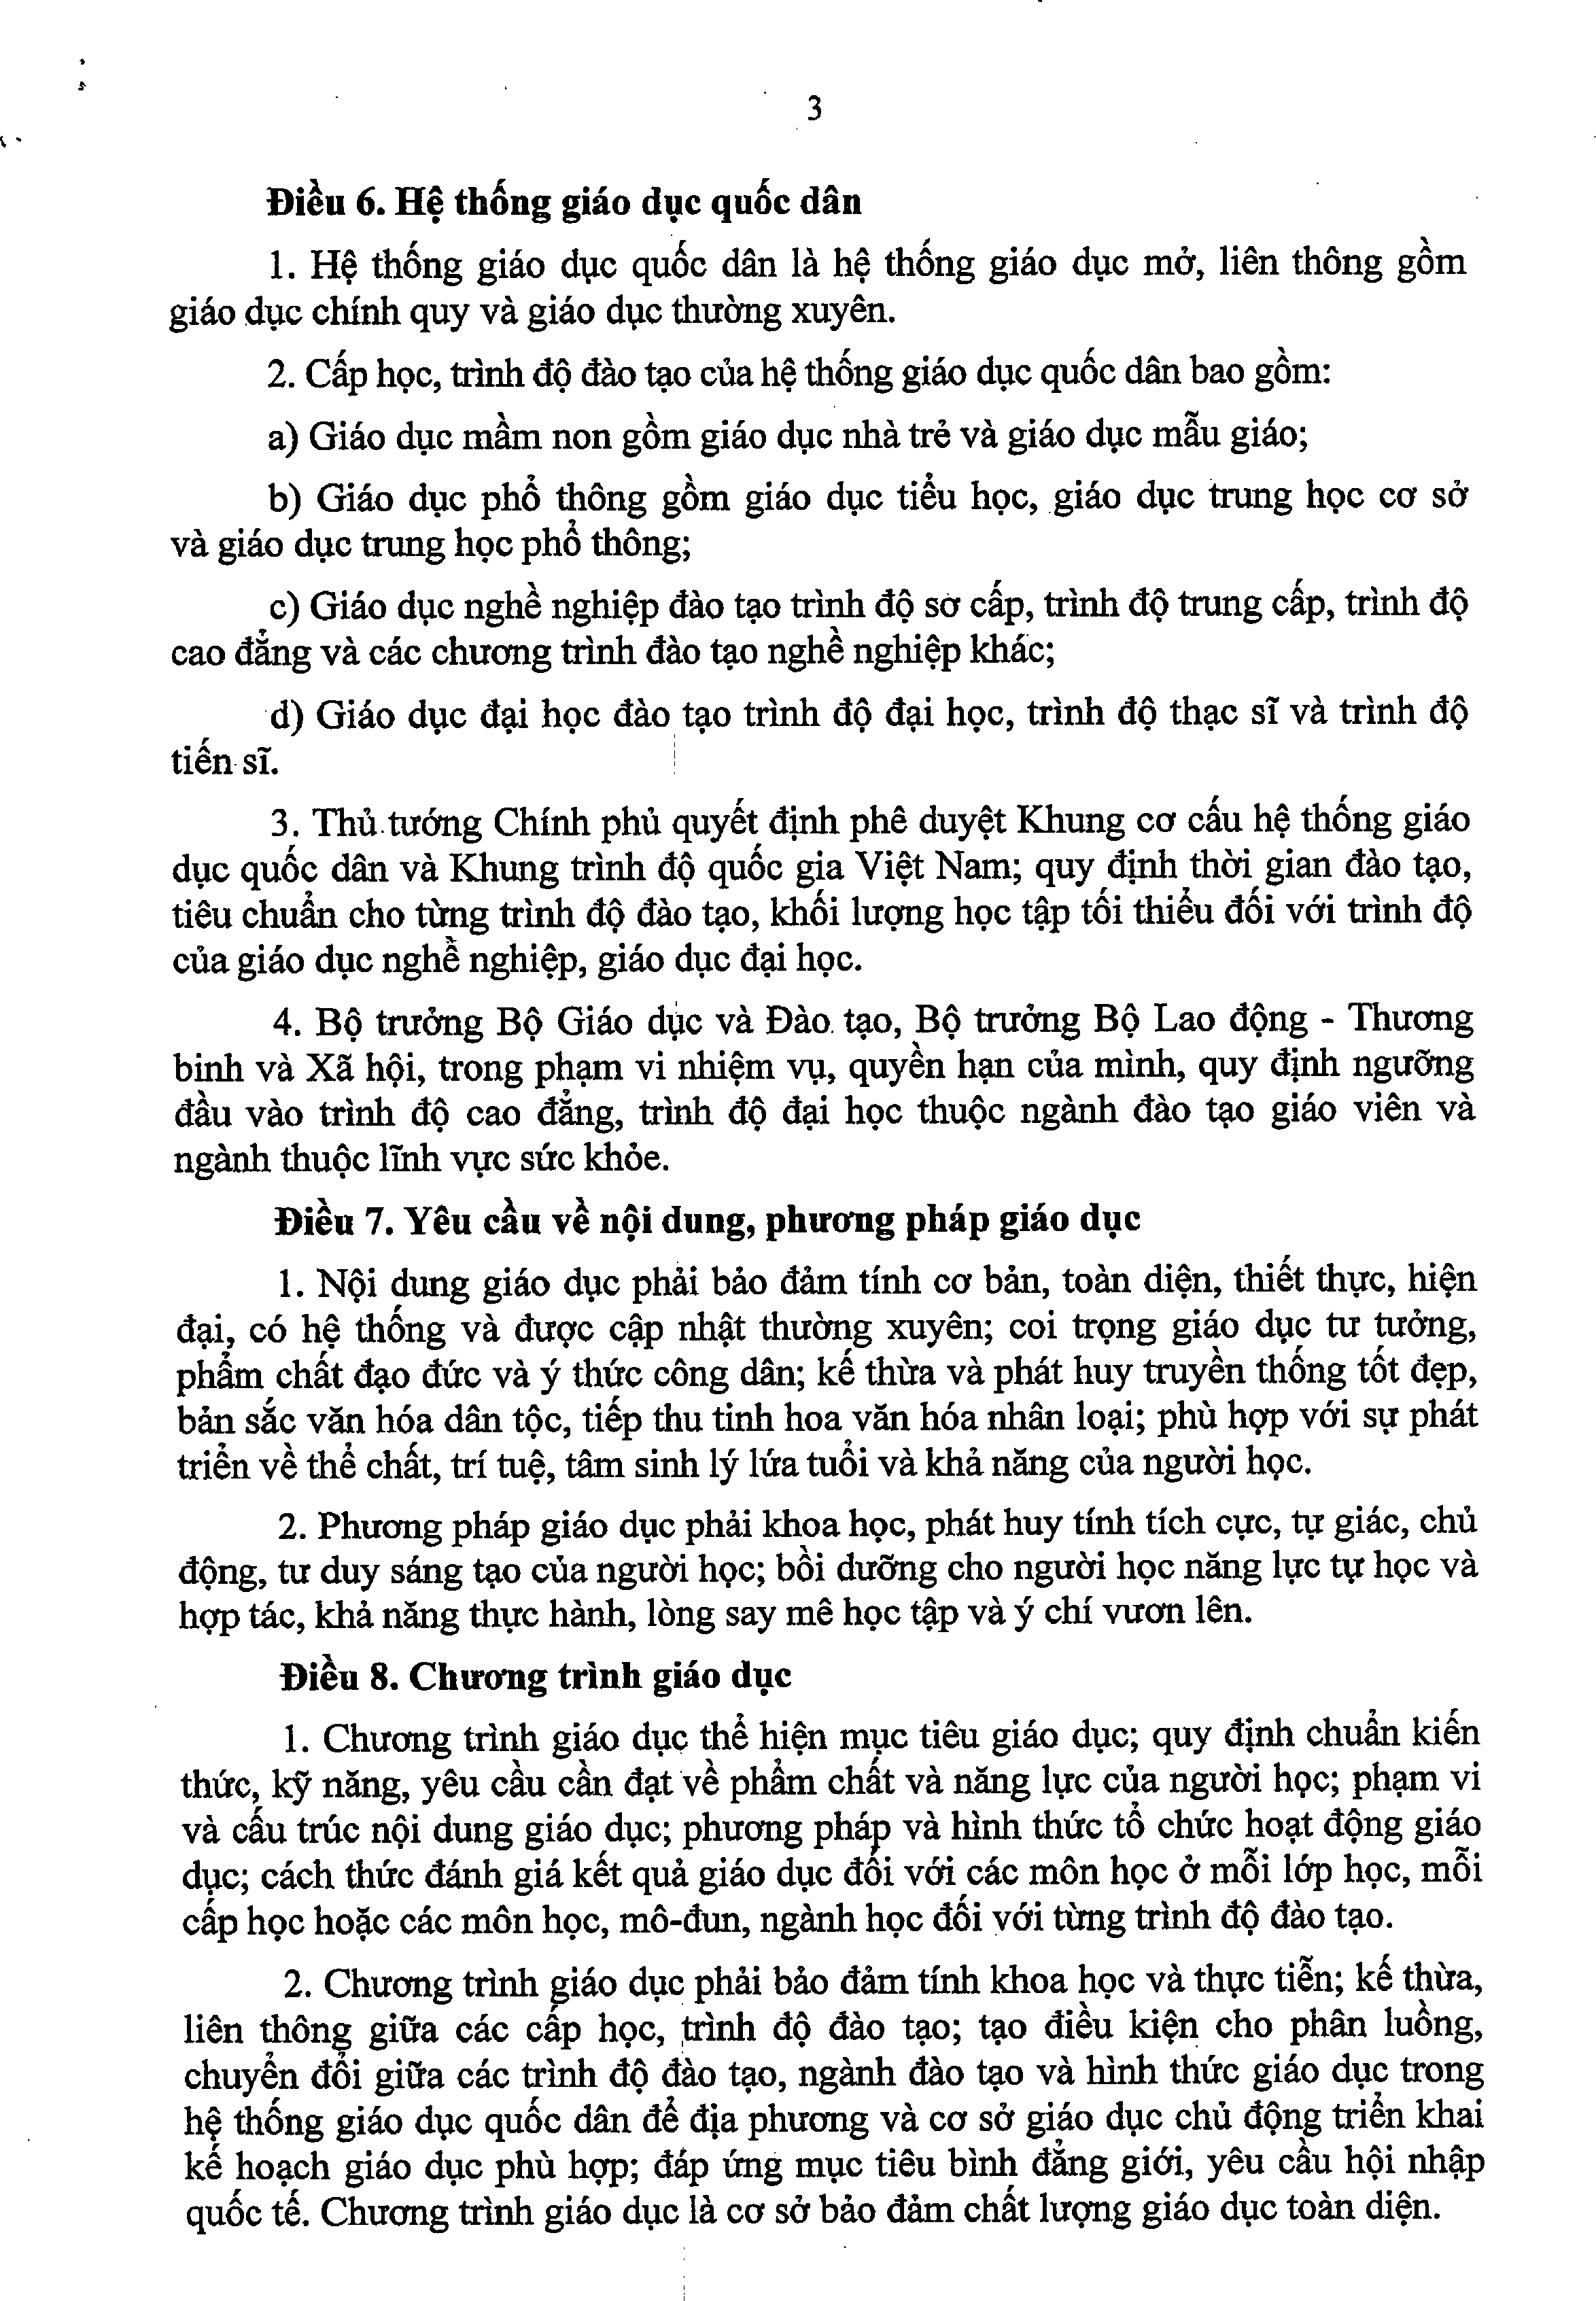 3
Điều 6. Hệ thống giáo dục quốc dân
1. Hệ thống giáo dục quốc dân là hệ thống giáo dục mở, liên thông gồm
giáo dục chính quy và giáo dục thường xuyên.
2. Cấp học, trình độ đào tạo của hệ thống giáo dục quốc dân bao gồm:
a) Giáo dục mầm non gồm giáo dục nhà trẻ và giáo dục mẫu giáo;
b) Giáo dục phổ thông gồm giáo dục tiểu học, giáo dục trung học cơ sở
và giáo dục trung học phổ thông;
c) Giáo dục nghề nghiệp đào tạo trình độ sơ cấp, trình độ trung cấp, trình độ
cao đẳng và các chương trình đào tạo nghề nghiệp khác;
d) Giáo dục đại học đào tạo trình độ đại học, trình độ thạc sĩ và trình độ
tiến sĩ.
3. Thủ tướng Chính phủ quyết định phê duyệt Khung cơ cấu hệ thống giáo
dục quốc dân và Khung trình độ quốc gia Việt Nam; quy định thời gian đào tạo,
tiêu chuẩn cho từng trình độ đào tạo, khối lượng học tập tối thiểu đối với trình độ
của giáo dục nghề nghiệp, giáo dục đại học.
4. Bộ trưởng Bộ Giáo dục và Đào tạo, Bộ trưởng Bộ Lao động - Thương
binh và Xã hội, trong phạm vi nhiệm vụ, quyền hạn của mình, quy định ngưỡng
đầu vào trình độ cao đẳng, trình độ đại học thuộc ngành đào tạo giáo viên và
ngành thuộc lĩnh vực sức khỏe.
Điều 7. Yêu cầu về nội dung, phương pháp giáo dục
1. Nội dung giáo dục phải bảo đảm tính cơ bản, toàn diện, thiết thực, hiện
đại, có hệ thống và được cập nhật thường xuyên; coi trọng giáo dục tư tưởng,
phẩm chất đạo đức và ý thức công dân; kế thừa và phát huy truyền thống tốt đẹp,
bản sắc văn hóa dân tộc, tiếp thu tinh hoa văn hóa nhân loại; phù hợp với sự phát
triển về thể chất, trí tuệ, tâm sinh lý lứa tuổi và khả năng của người học.
2. Phương pháp giáo dục phải khoa học, phát huy tính tích cực, tự giác, chủ
động, tư duy sáng tạo của người học; bồi dưỡng cho người học năng lực tự học và
hợp tác, khả năng thực hành, lòng say mê học tập và ý chí vươn lên.
Điều 8. Chương trình giáo dục
1. Chương trình giáo dục thể hiện mục tiêu giáo dục; quy định chuẩn kiến
thức, kỹ năng, yêu cầu cần đạt về phẩm chất và năng lực của người học; phạm vi
và cấu trúc nội dung giáo dục; phương pháp và hình thức tổ chức hoạt động giáo
dục; cách thức đánh giá kết quả giáo dục đối với các môn học ở mỗi lớp học, mỗi
cấp học hoặc các môn học, mô-đun, ngành học đối với từng trình độ đào tạo.
2. Chương trình giáo dục phải bảo đảm tính khoa học và thực tiễn; kế thừa,
liên thông giữa các cấp học, trình độ đào tạo; tạo điều kiện cho phân luồng,
chuyển đổi giữa các trình độ đào tạo, ngành đào tạo và hình thức giáo dục trong
hệ thống giáo dục quốc dân để địa phương và cơ sở giáo dục chủ động triển khai
kế hoạch giáo dục phù hợp; đáp ứng mục tiêu bình đẳng giới, yêu cầu hội nhập
quốc tế. Chương trình giáo dục là cơ sở bảo đảm chất lượng giáo dục toàn diện.